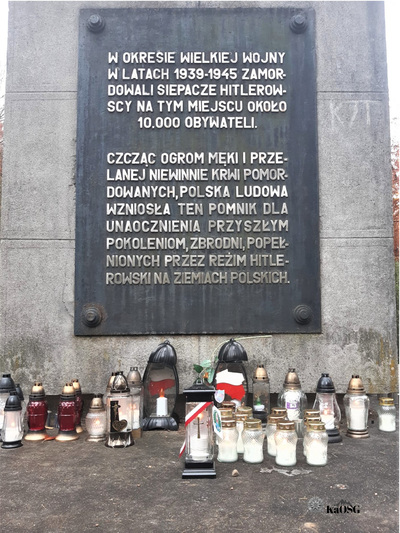 W OKRESIE WIELKIEJ WOJNY
W LATACH 1939-1945 ZAMOR-
DOWALI SIEPACZE HITLEROW-
SCY NA TYM MIEJSCU OKOŁO
10.000 OBYWATELI.
CZCZĄC OGROM MĘKI I PRZE-
LANEJ NIEWINNIE KRWI POMOR-
DOWANYCH, POLSKA LUDOWA
WZNIOSŁA TEN POMNIK DLA
UNAOCZNIENIA PRZYSZŁYM
POKOLENIOM, ZBRODNI, POPEŁ-
NIONYCH PRZEZ REŻIM HITLE-
ROWSKI NA ZIEMIACH POLSKICH.
kaOSG